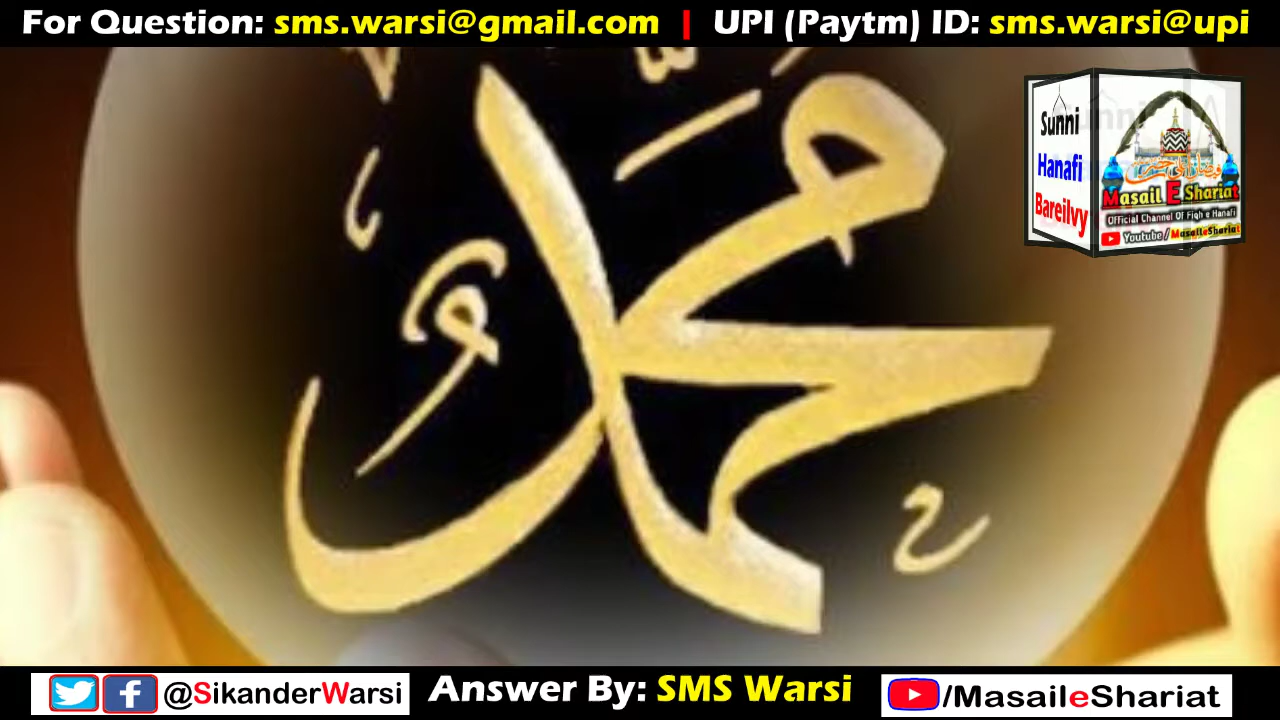 For Question: sms.warsi@gmail.com | UPI (Paytm) ID: sms.warsi@upi
محمد
Sunni
Hanafi
Bareilvy
Masail E Shariat
Official Channel Of Fiqh e Hanafi
Youtube / MasaileShariat
@SikanderWarsi
Answer By: SMS Warsi
/MasaileShariat